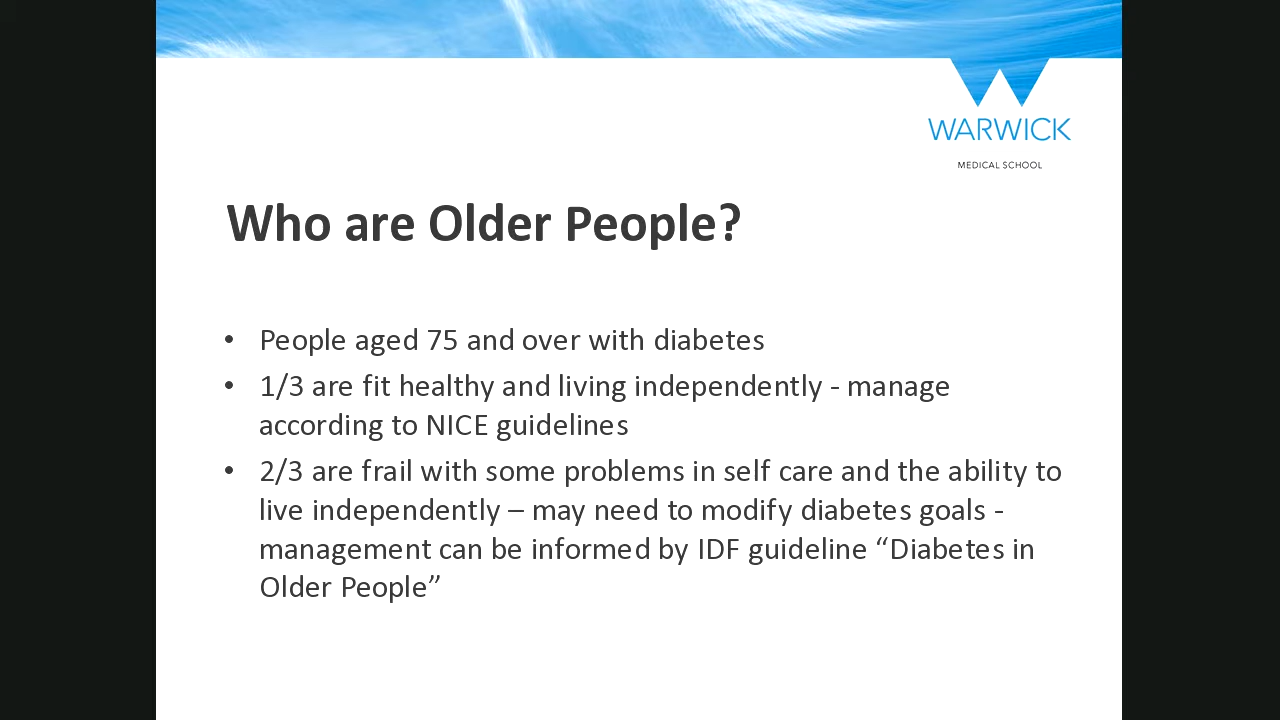 WARWICK
MEDICAL SCHOOL
Who are Older People?
• People aged 75 and over with diabetes
• 1/3 are fit healthy and living independently - manage
according to NICE guidelines
• 2/3 are frail with some problems in self care and the ability to
live independently – may need to modify diabetes goals -
management can be informed by IDF guideline “Diabetes in
Older People”